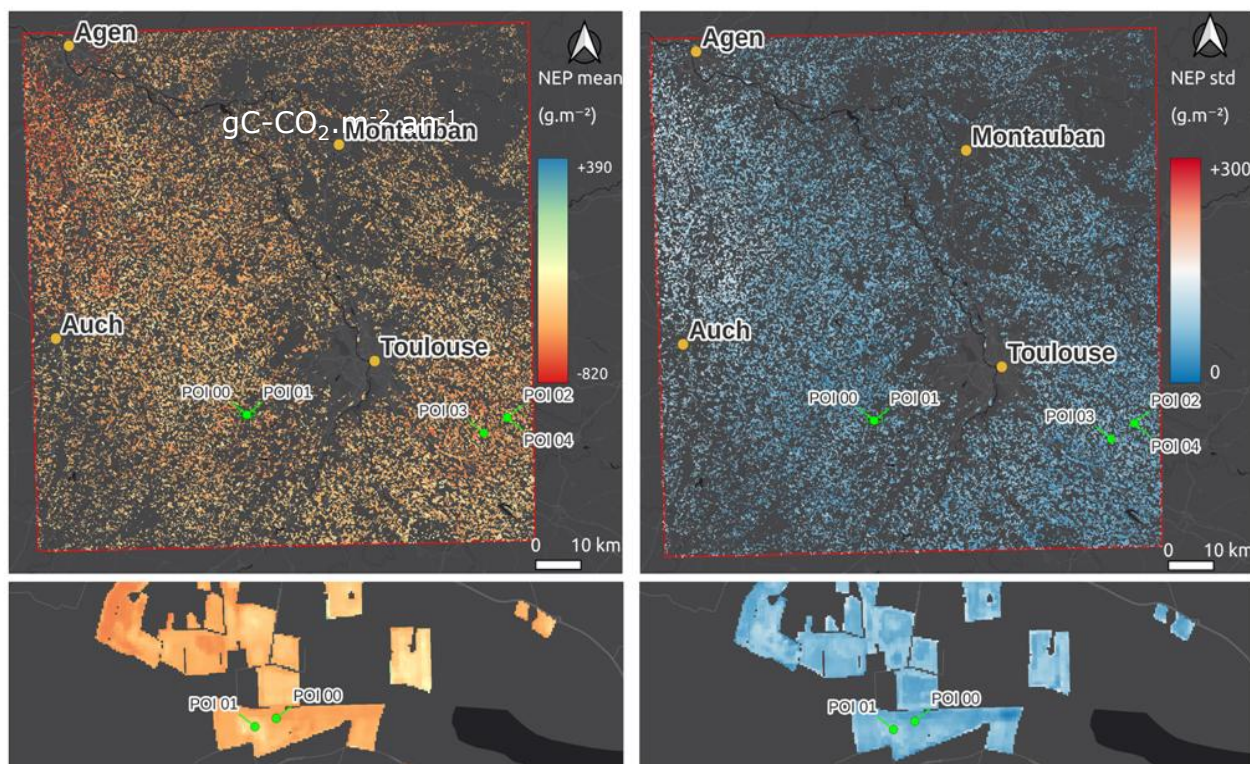 Agen
NEP mean
(g.m⁻²)
gC-CO₂.m⁻².an⁻¹
Montauban
+390
Auch
Toulouse
-820
POI 00
POI 01
POI 02
POI 03
POI 04
0 10 km
Agen
NEP std
(g.m⁻²)
Montauban
+300
Auch
Toulouse
0
POI 00
POI 01
POI 02
POI 03
POI 04
0 10 km
POI 01
POI 00
POI 01
POI 00